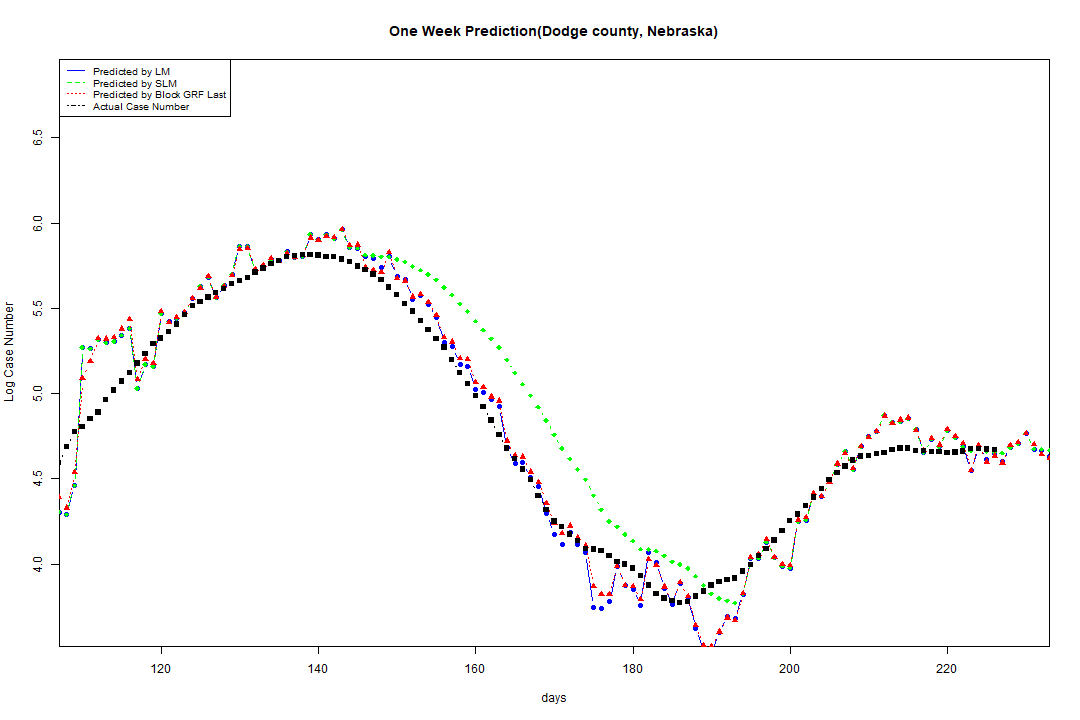 One Week Prediction(Dodge county, Nebraska)
Predicted by LM
Predicted by SLM
Predicted by Block GRF Last
Actual Case Number
6.5
6.0
5.5
5.0
4.5
4.0
Log Case Number
120 140 160 180 200 220
days